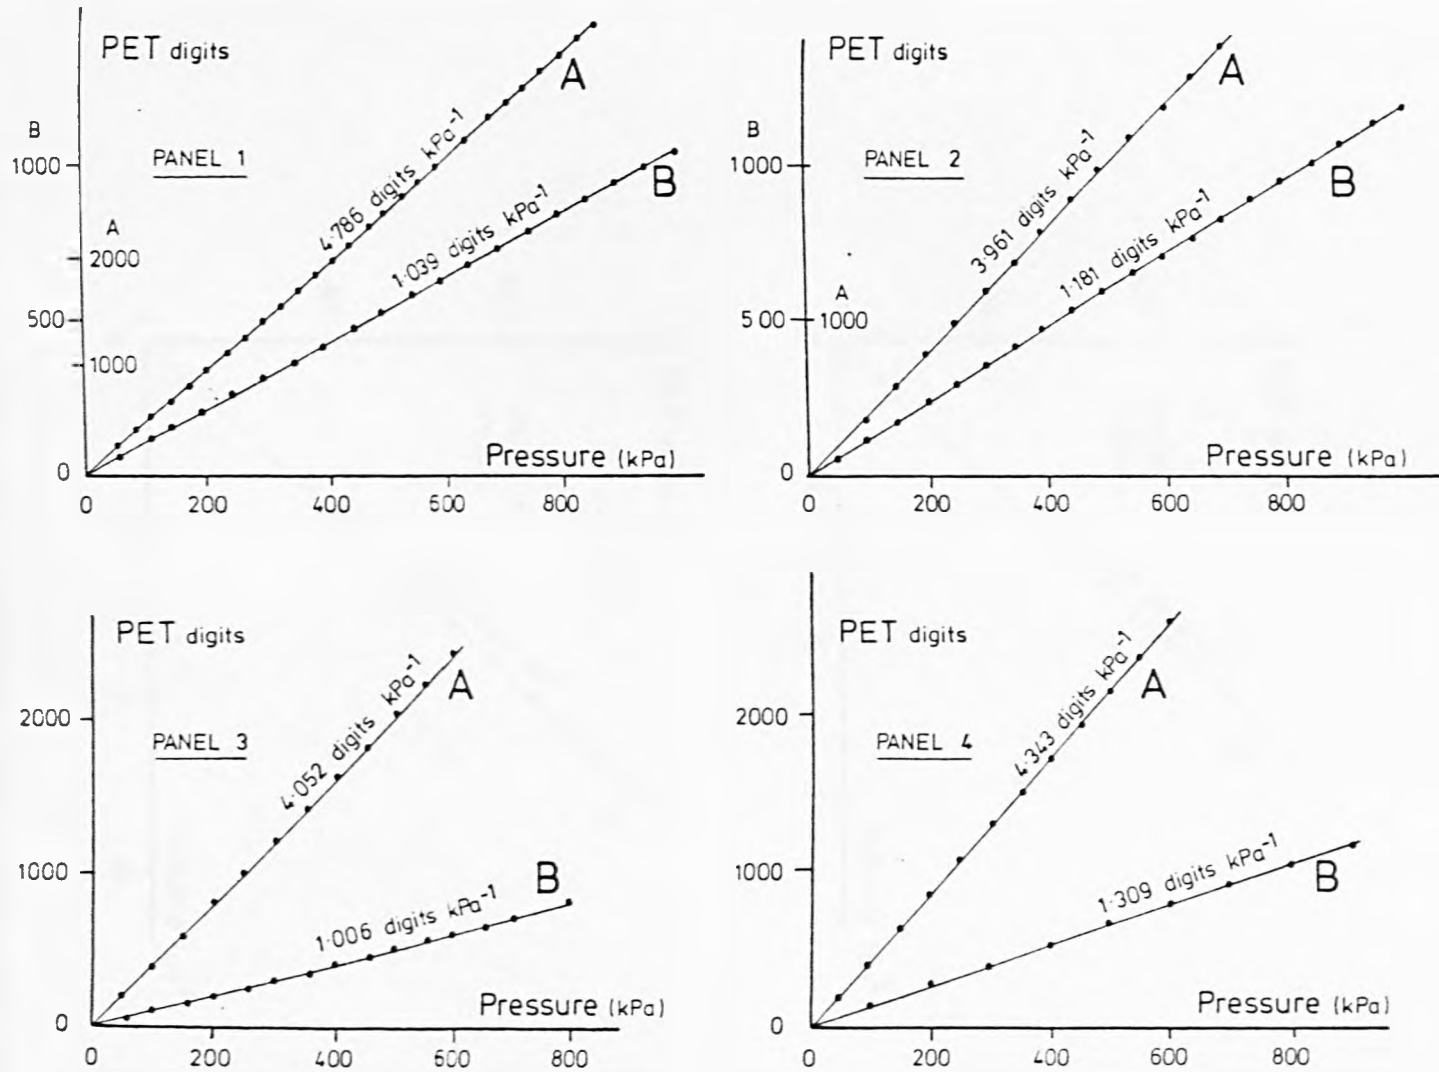 PET digits
B
1000
PANEL 1
A
2000
500
1000
0
4.786 digits kPa⁻¹
A
1.039 digits kPa⁻¹
B
Pressure (kPa)
0 200 400 600 800
PET digits
B
1000
PANEL 2
A
500 1000
0
3.961 digits kPa⁻¹
A
1.181 digits kPa⁻¹
B
Pressure (kPa)
0 200 400 600 800
PET digits
2000
PANEL 3
1000
0
4.052 digits kPa⁻¹
A
1.006 digits kPa⁻¹
B
Pressure (kPa)
0 200 400 600 800
PET digits
2000
PANEL 4
1000
0
4.343 digits kPa⁻¹
A
1.309 digits kPa⁻¹
B
Pressure (kPa)
0 200 400 600 800